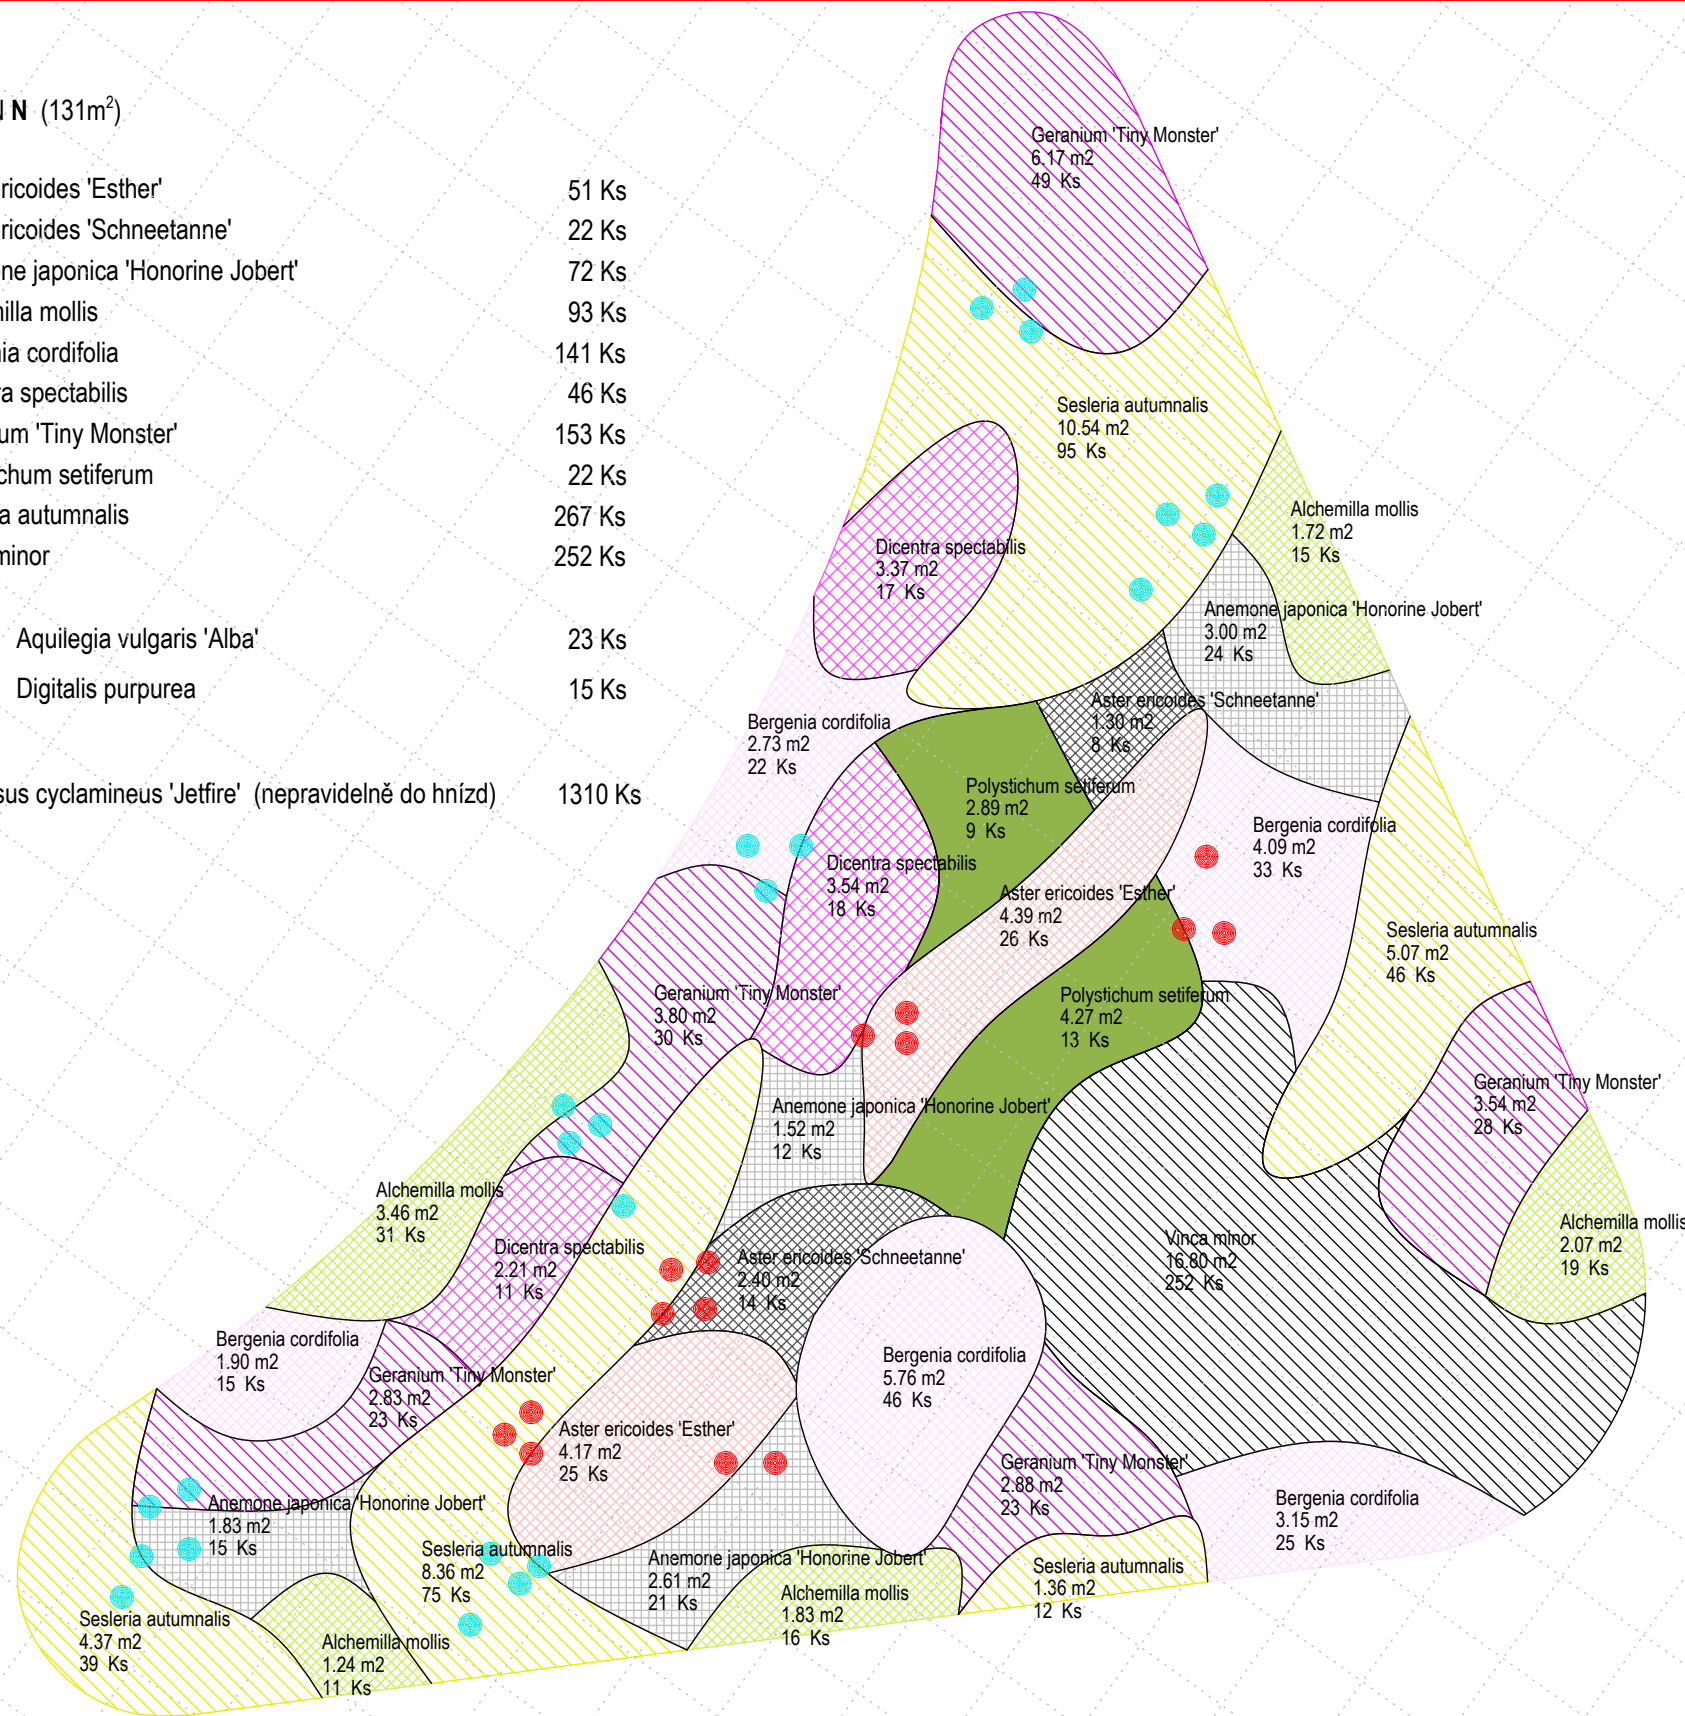 N (131m²)
ricoides 'Esther' 51 Ks
ricoides 'Schneetanne' 22 Ks
ne japonica 'Honorine Jobert' 72 Ks
illa mollis 93 Ks
ia cordifolia 141 Ks
ra spectabilis 46 Ks
um 'Tiny Monster' 153 Ks
chum setiferum 22 Ks
a autumnalis 267 Ks
minor 252 Ks
Aquilegia vulgaris 'Alba' 23 Ks
Digitalis purpurea 15 Ks
sus cyclamineus 'Jetfire' (nepravidelně do hnízd) 1310 Ks
Geranium 'Tiny Monster'
6.17 m2
49 Ks
Sesleria autumnalis
10.54 m2
95 Ks
Alchemilla mollis
1.72 m2
15 Ks
Dicentra spectabilis
3.37 m2
17 Ks
Anemone japonica 'Honorine Jobert'
3.00 m2
24 Ks
Aster ericoides 'Schneetanne'
1.30 m2
8 Ks
Bergenia cordifolia
2.73 m2
22 Ks
Polystichum setiferum
2.89 m2
9 Ks
Bergenia cordifolia
4.09 m2
33 Ks
Dicentra spectabilis
3.54 m2
18 Ks
Aster ericoides 'Esther'
4.39 m2
26 Ks
Sesleria autumnalis
5.07 m2
46 Ks
Geranium 'Tiny Monster'
3.80 m2
30 Ks
Polystichum setiferum
4.27 m2
13 Ks
Geranium 'Tiny Monster'
3.54 m2
28 Ks
Anemone japonica 'Honorine Jobert'
1.52 m2
12 Ks
Alchemilla mollis
3.46 m2
31 Ks
Alchemilla mollis
2.07 m2
19 Ks
Dicentra spectabilis
2.21 m2
11 Ks
Aster ericoides 'Schneetanne'
2.40 m2
14 Ks
Vinca minor
16.80 m2
252 Ks
Bergenia cordifolia
1.90 m2
15 Ks
Geranium 'Tiny Monster'
2.83 m2
23 Ks
Bergenia cordifolia
5.76 m2
46 Ks
Aster ericoides 'Esther'
4.17 m2
25 Ks
Geranium 'Tiny Monster'
2.88 m2
23 Ks
Bergenia cordifolia
3.15 m2
25 Ks
Anemone japonica 'Honorine Jobert'
1.83 m2
15 Ks
Sesleria autumnalis
8.36 m2
75 Ks
Anemone japonica 'Honorine Jobert'
2.61 m2
21 Ks
Sesleria autumnalis
1.36 m2
12 Ks
Alchemilla mollis
1.83 m2
16 Ks
Sesleria autumnalis
4.37 m2
39 Ks
Alchemilla mollis
1.24 m2
11 Ks